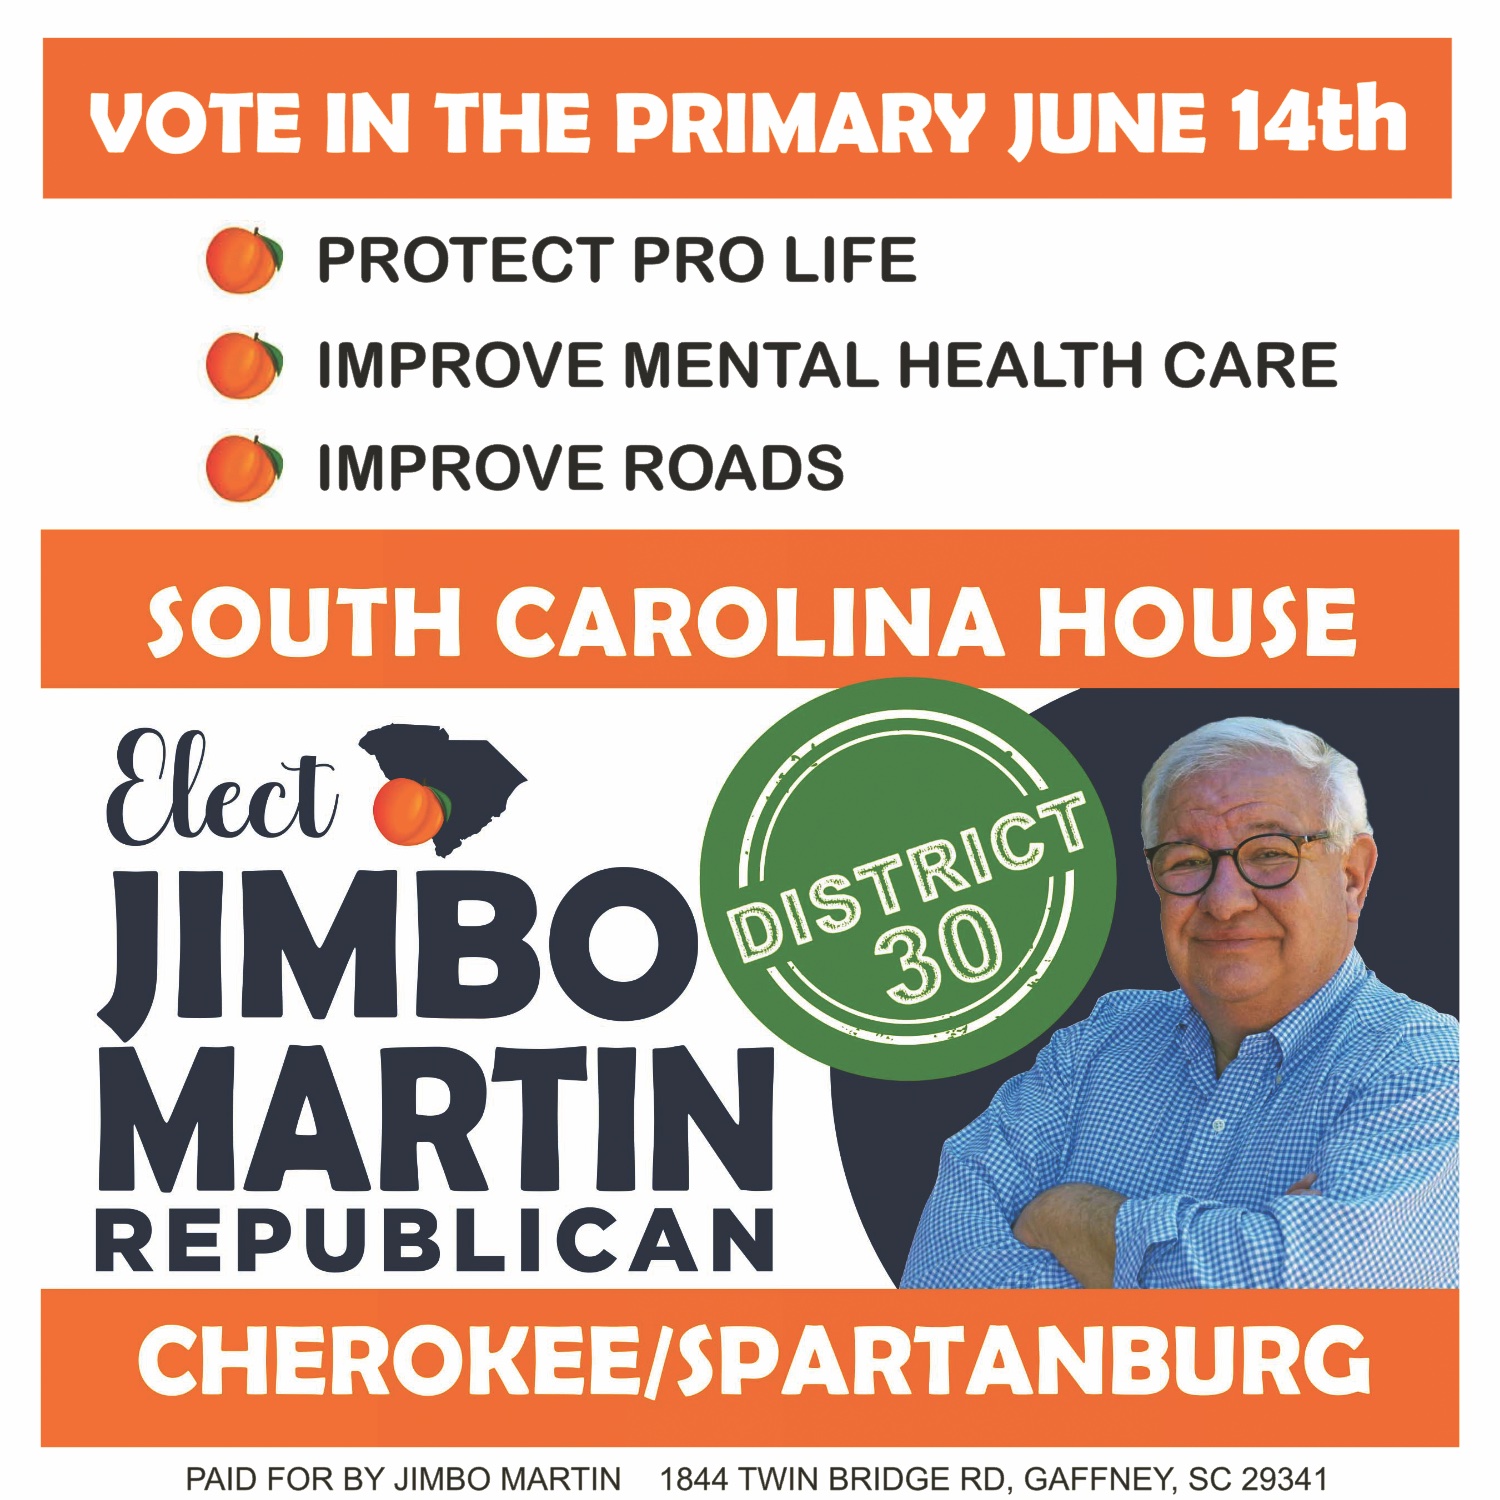 VOTE IN THE PRIMARY JUNE 14th
PROTECT PRO LIFE
IMPROVE MENTAL HEALTH CARE
IMPROVE ROADS
SOUTH CAROLINA HOUSE
Elect
JIMBO
MARTIN
REPUBLICAN
DISTRICT
30
CHEROKEE/SPARTANBURG
PAID FOR BY JIMBO MARTIN 1844 TWIN BRIDGE RD, GAFFNEY, SC 29341